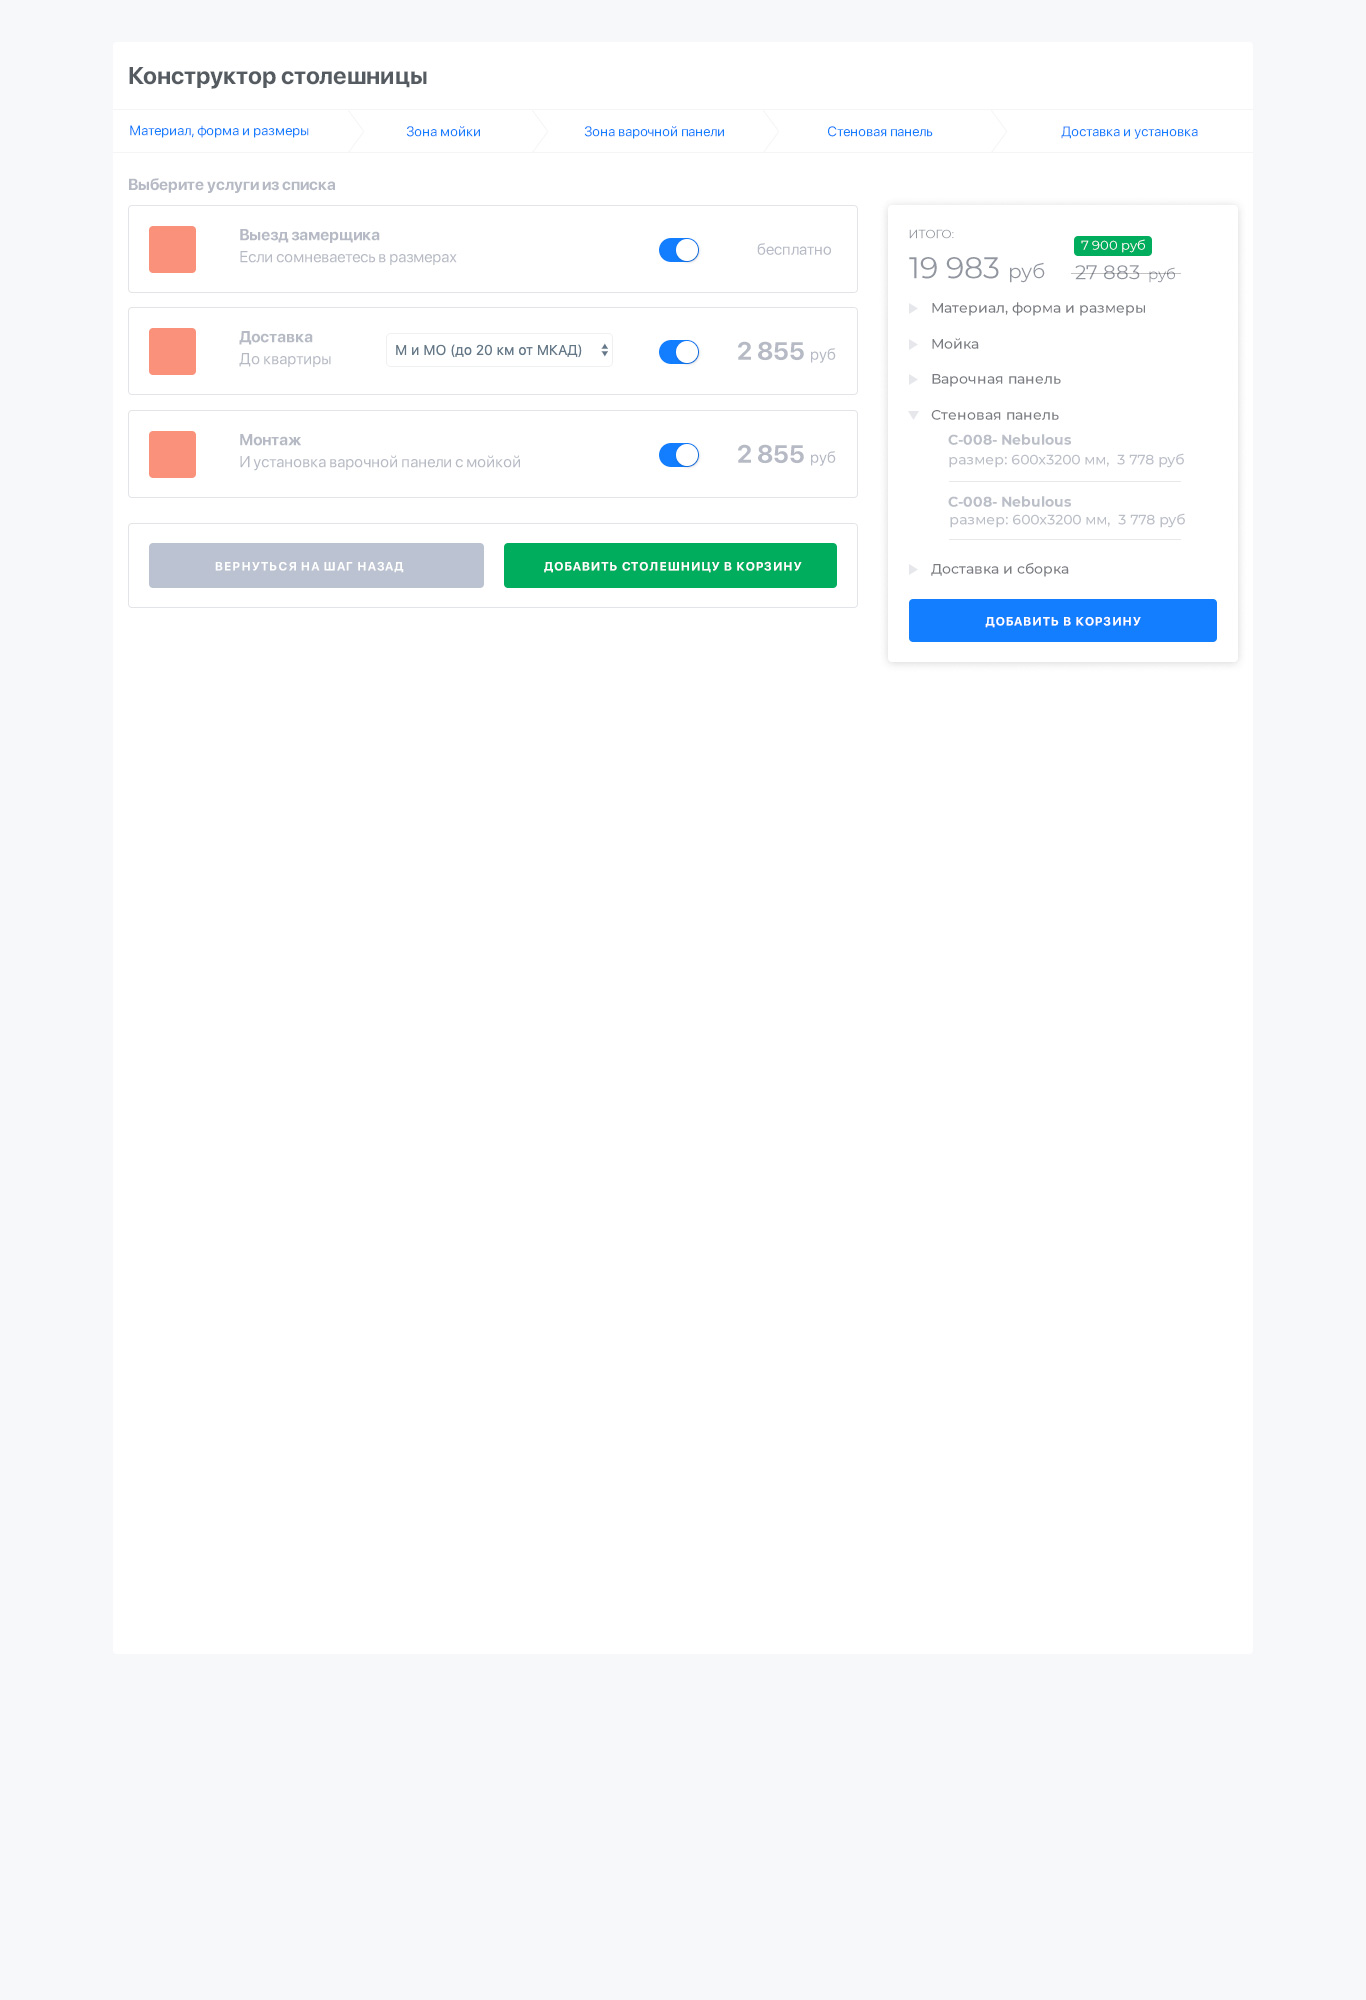 Конструктор столешницы
Материал, форма и размеры
Зона мойки
Зона варочной панели
Стеновая панель
Доставка и установка
Выберите услуги из списка
Выезд замерщика
Если сомневаетесь в размерах
бесплатно
Доставка
До квартиры
М и МО (до 20 км от МКАД)
2 855 руб
Монтаж
И установка варочной панели с мойкой
2 855 руб
ВЕРНУТЬСЯ НА ШАГ НАЗАД
ДОБАВИТЬ СТОЛЕШНИЦУ В КОРЗИНУ
ИТОГО:
7 900 руб
19 983 руб
27 883 руб
Материал, форма и размеры
Мойка
Варочная панель
Стеновая панель
C-008- Nebulous
размер: 600x3200 мм, 3 778 руб
C-008- Nebulous
размер: 600x3200 мм, 3 778 руб
Доставка и сборка
ДОБАВИТЬ В КОРЗИНУ